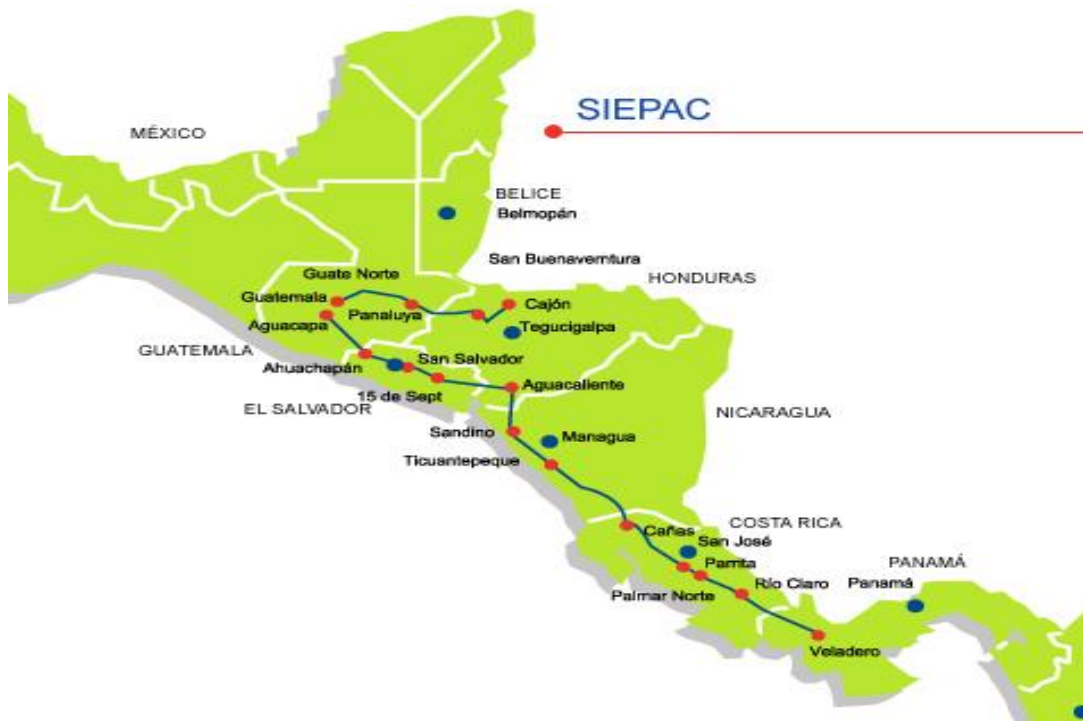 SIEPAC
MÉXICO
BELICE
Belmopán
San Buenaverntura
HONDURAS
Guate Norte
Guatemala
Panaluya
Cajón
Aguacapa
Tegucigalpa
GUATEMALA
Ahuachapán
San Salvador
15 de Sept
Aguacaliente
EL SALVADOR
NICARAGUA
Sandino
Managua
Ticuantepeque
Cañas
COSTA RICA
San José
Parrita
PANAMÁ
Palmar Norte
Río Claro
Panamá
Veladero